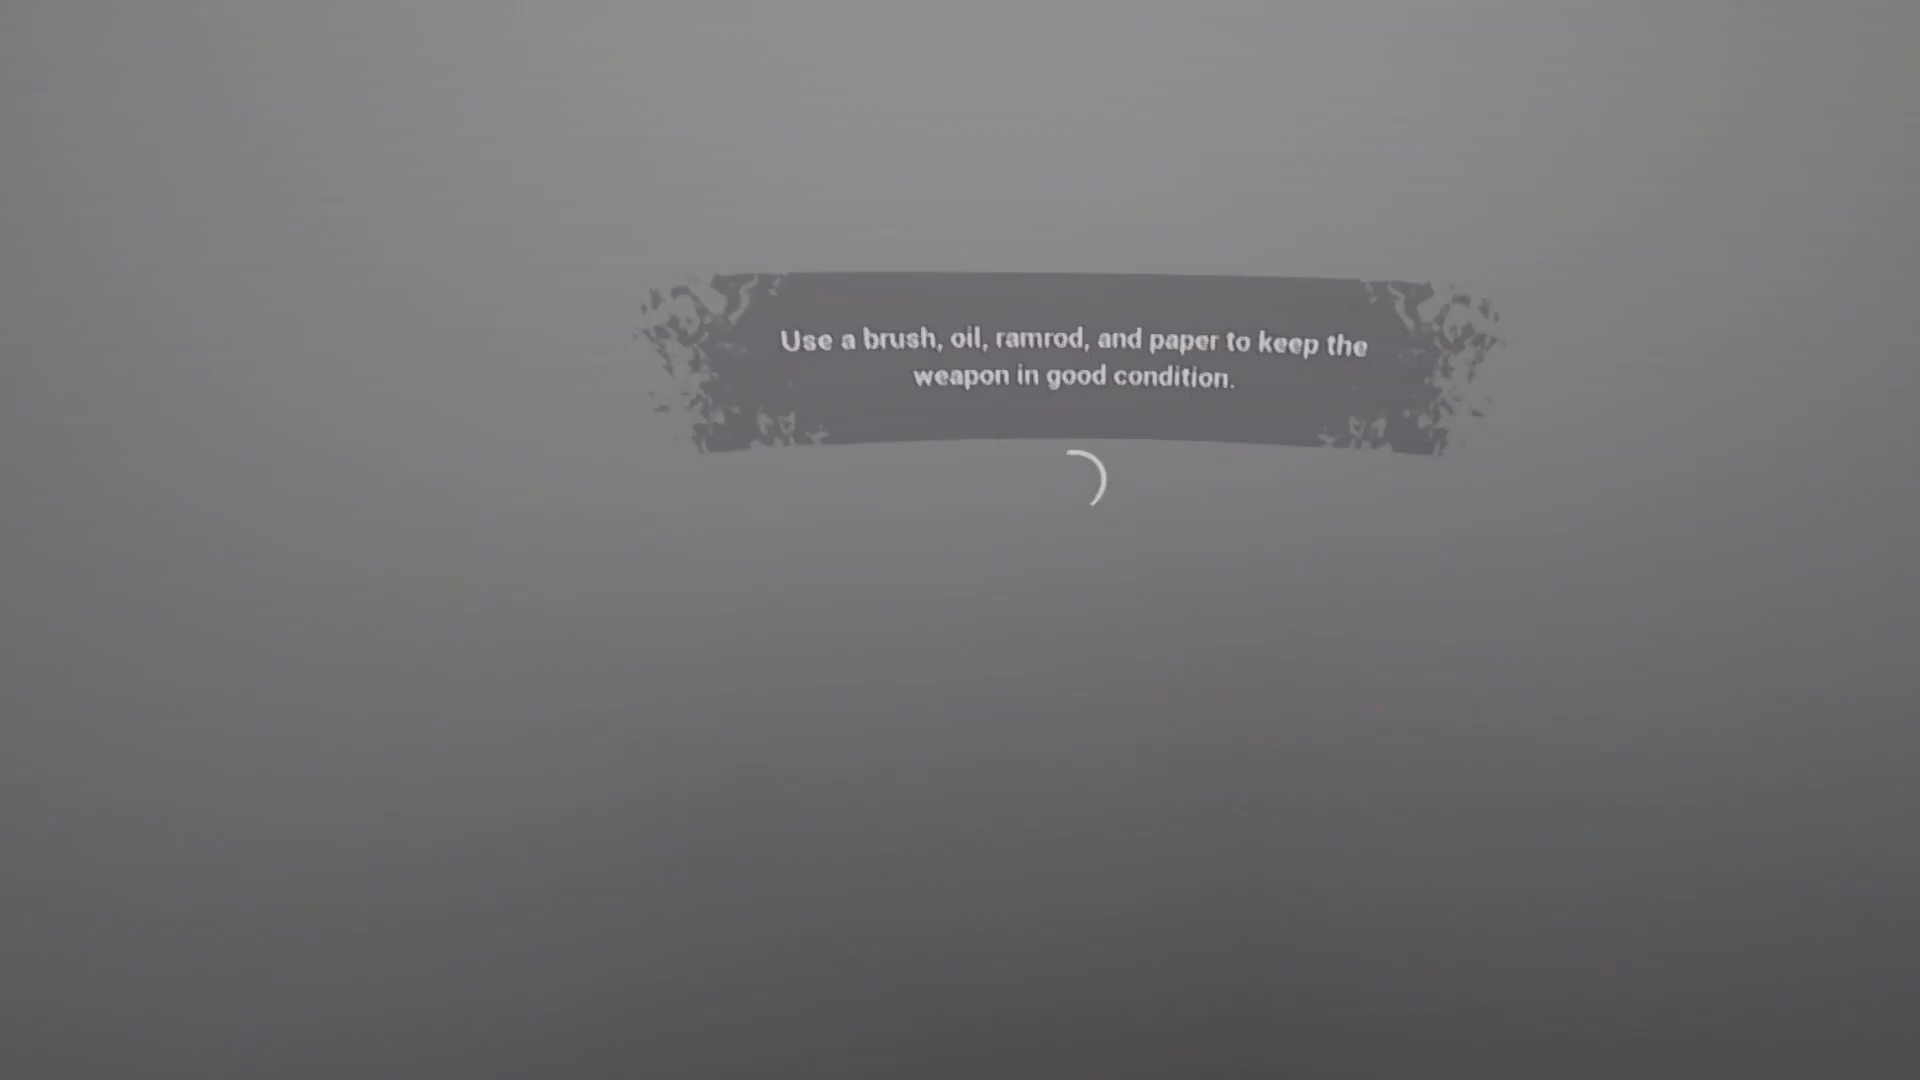 Use a brush, oil, ramrod, and paper to keep the
weapon in good condition.